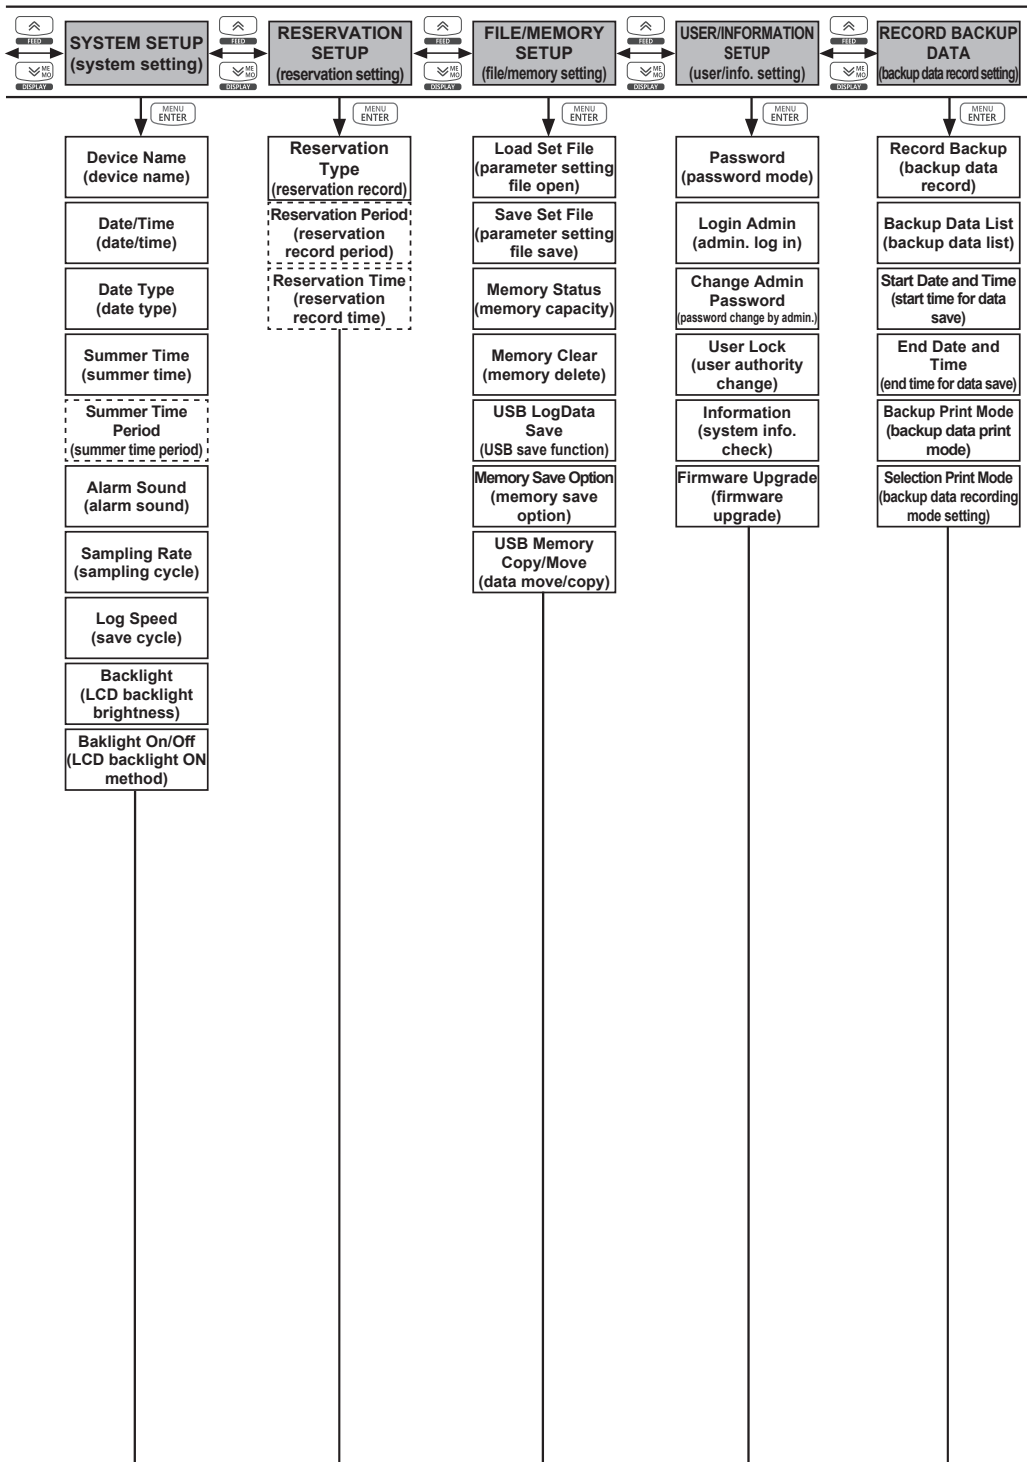 FEED
ME
MO
DISPLAY
SYSTEM SETUP
(system setting)
FEED
ME
MO
DISPLAY
RESERVATION
SETUP
(reservation setting)
FEED
ME
MO
DISPLAY
FILE/MEMORY
SETUP
(file/memory setting)
FEED
ME
MO
DISPLAY
USER/INFORMATION
SETUP
(user/info. setting)
FEED
ME
MO
DISPLAY
RECORD BACKUP
DATA
(backup data record setting)
MENU
ENTER
Device Name
(device name)
Date/Time
(date/time)
Date Type
(date type)
Summer Time
(summer time)
Summer Time
Period
(summer time period)
Alarm Sound
(alarm sound)
Sampling Rate
(sampling cycle)
Log Speed
(save cycle)
Backlight
(LCD backlight
brightness)
Baklight On/Off
(LCD backlight ON
method)
MENU
ENTER
Reservation
Type
(reservation record)
Reservation Period
(reservation
record period)
Reservation Time
(reservation
record time)
MENU
ENTER
Load Set File
(parameter setting
file open)
Save Set File
(parameter setting
file save)
Memory Status
(memory capacity)
Memory Clear
(memory delete)
USB LogData
Save
(USB save function)
Memory Save Option
(memory save
option)
USB Memory
Copy/Move
(data move/copy)
MENU
ENTER
Password
(password mode)
Login Admin
(admin. log in)
Change Admin
Password
(password change by admin.)
User Lock
(user authority
change)
Information
(system info.
check)
Firmware Upgrade
(firmware
upgrade)
MENU
ENTER
Record Backup
(backup data
record)
Backup Data List
(backup data list)
Start Date and Time
(start time for data
save)
End Date and
Time
(end time for data save)
Backup Print Mode
(backup data print
mode)
Selection Print Mode
(backup data recording
mode setting)